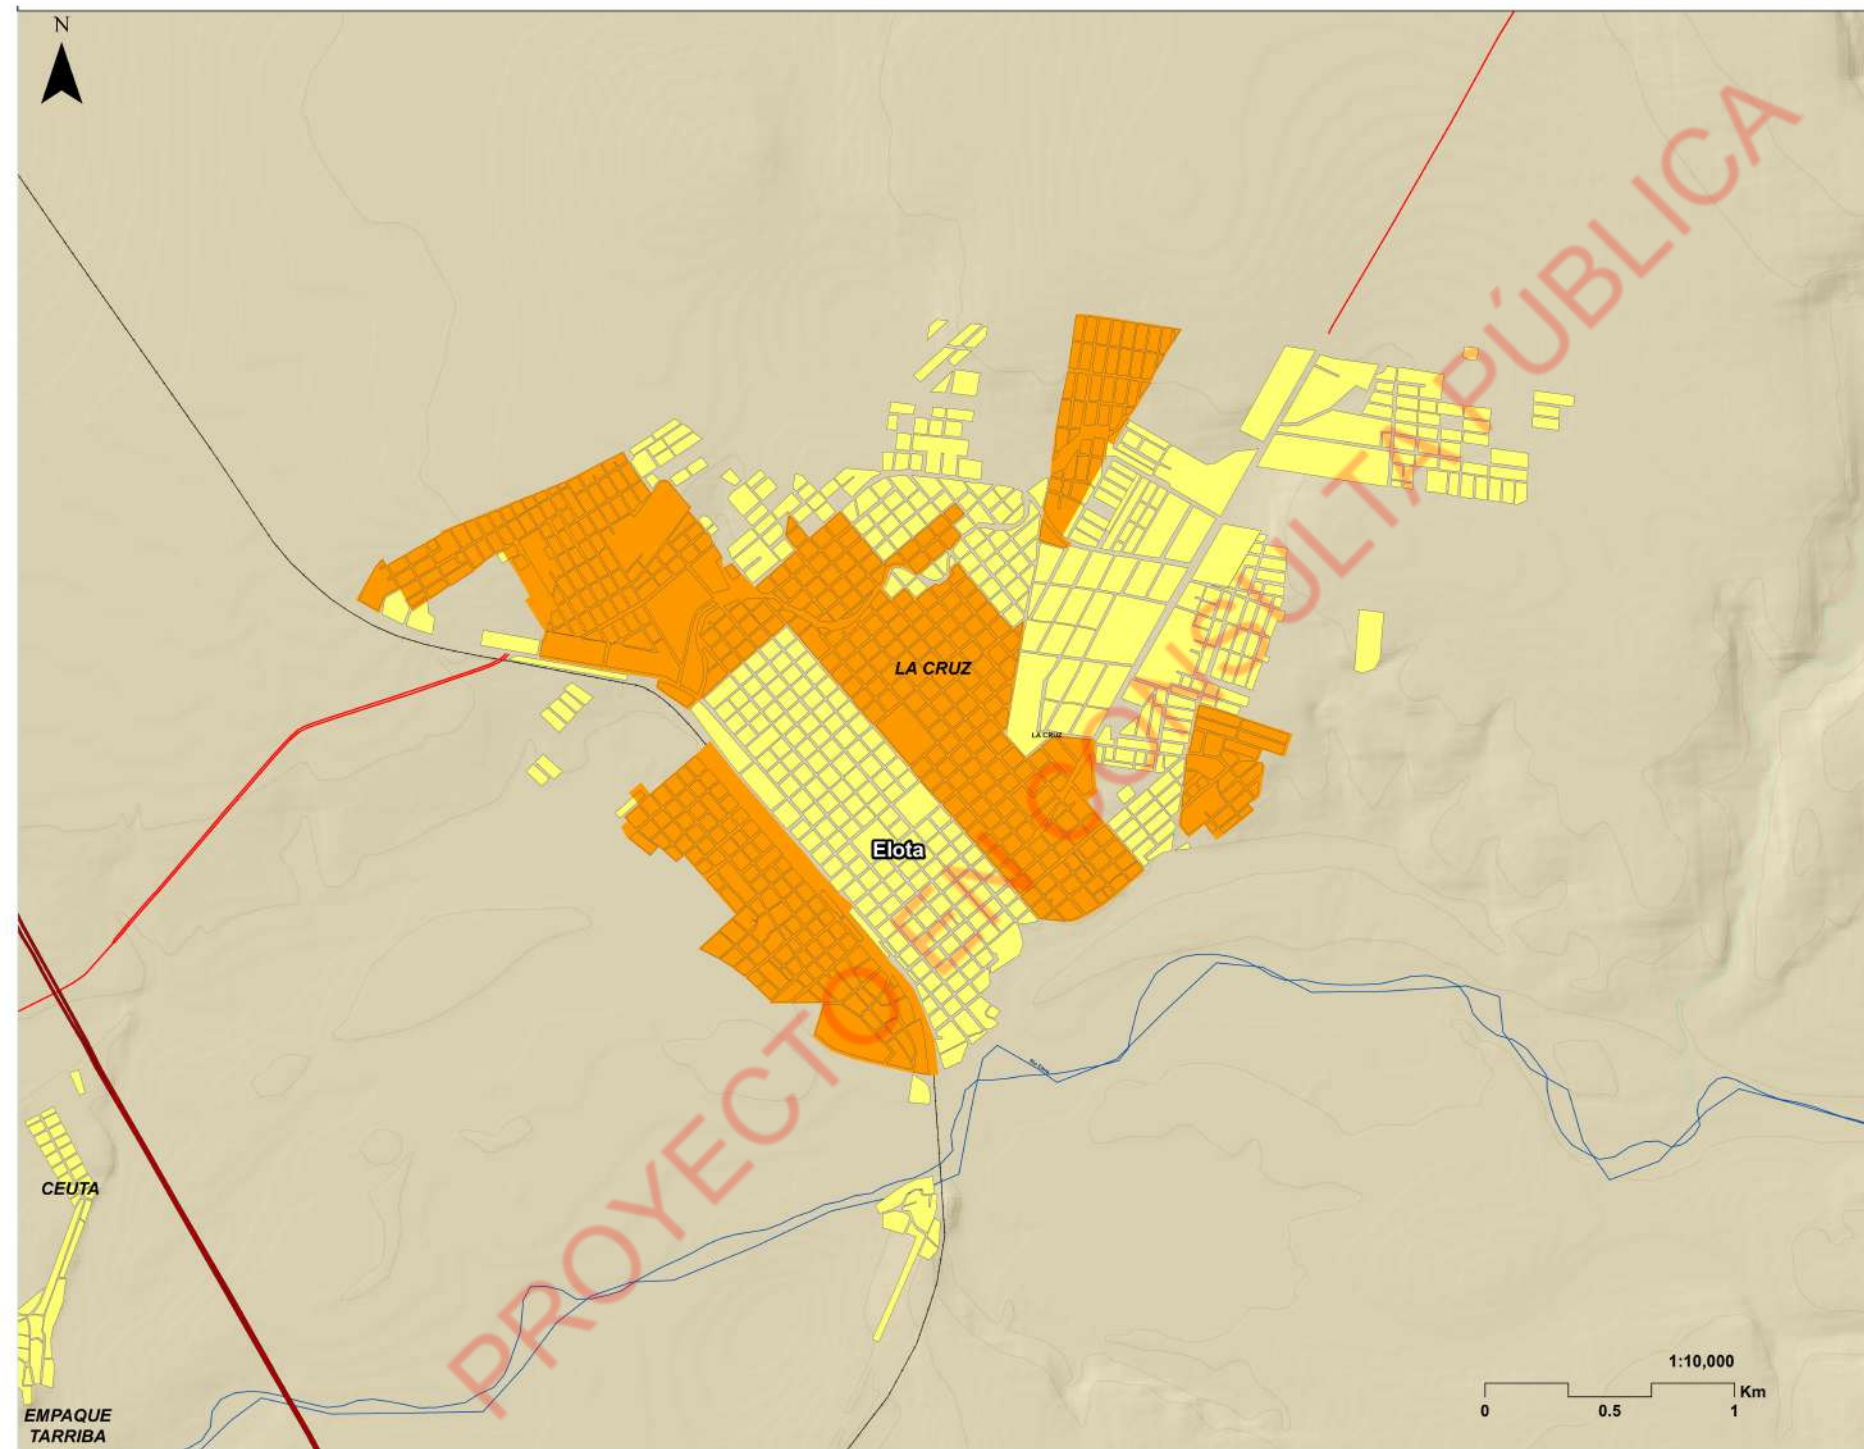 N
LA CRUZ
LA CRUZ
Elota
PROYECTO EN CONSULTA PÚBLICA
CEUTA
EMPAQUE
TARRIBA
1:10,000
Km
0 0.5 1